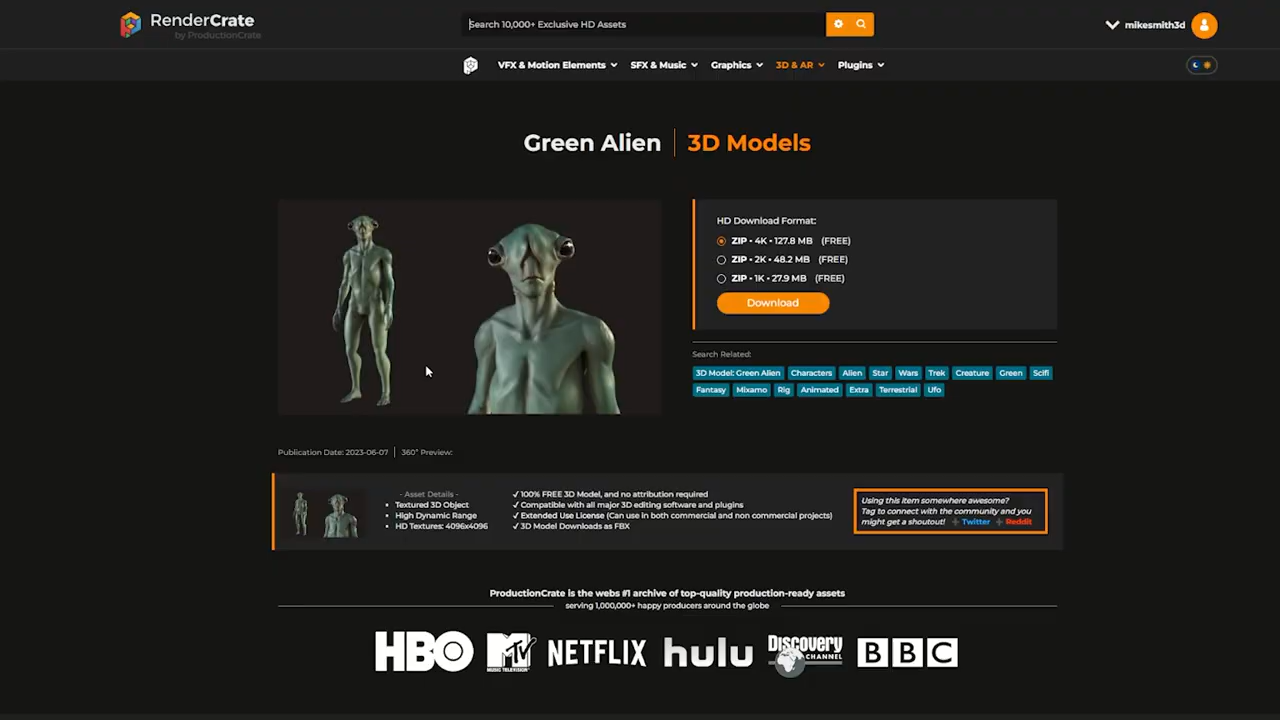 RenderCrate
by ProductionCrate
Search 10,000+ Exclusive HD Assets
mikesmith3d
VFX & Motion Elements
SFX & Music
Graphics
3D & AR
Plugins
Green Alien | 3D Models
HD Download Format:
ZIP • 4K • 127.8 MB (FREE)
ZIP • 2K • 48.2 MB (FREE)
ZIP • 1K • 27.9 MB (FREE)
Download
Search Related:
3D Model: Green Alien Characters Alien Star Wars Trek Creature Green Scifi
Fantasy Mixamo Rig Animated Extra Terrestrial Ufo
Publication Date: 2023-06-07 | 360° Preview:
- Asset Details -
• Textured 3D Object
• High Dynamic Range
• HD Textures: 4096x4096
✓ 100% FREE 3D Model, and no attribution required
✓ Compatible with all major 3D editing software and plugins
✓ Extended Use License (Can use in both commercial and non commercial projects)
✓ 3D Model Downloads as FBX
Using this item somewhere awesome?
Tag to connect with the community and you
might get a shoutout! + Twitter + Reddit
ProductionCrate is the webs #1 archive of top-quality production-ready assets
serving 1,000,000+ happy producers around the globe
HBO
MTV
MUSIC TELEVISION
NETFLIX
hulu
Discovery
CHANNEL
BBC